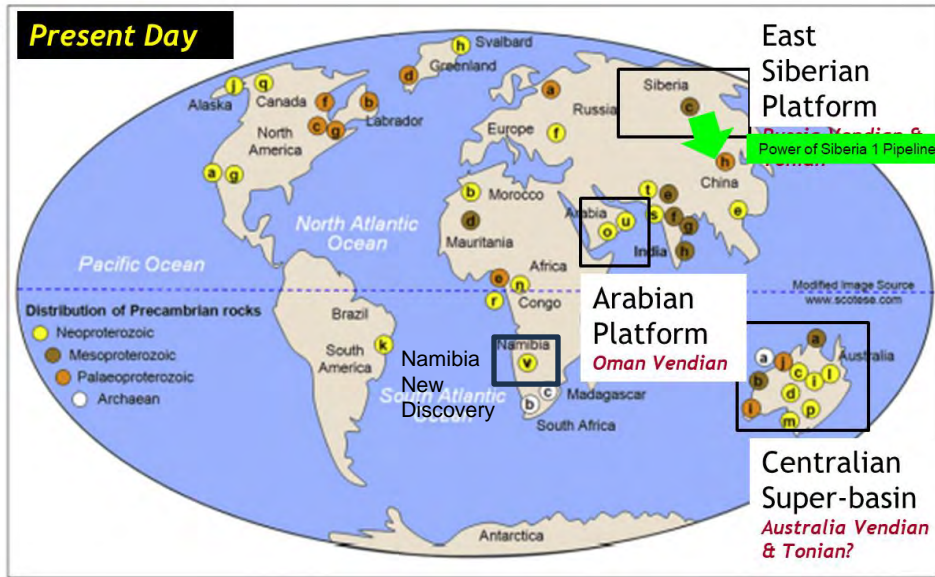 Present Day
h
Svalbard
Greenland
d
j
q
Alaska
Canada
f
b
c
g
Labrador
North
America
a
g
a
Russia
Europe
f
Siberia
c
East
Siberian
Platform
Power of Siberia 1 Pipeline
h
China
e
b
Morocco
d
Mauritania
Arabia
u
o
t
e
s
f
g
India
h
North Atlantic
Ocean
Pacific Ocean
Africa
e
n
r
Congo
Modified Image Source
www.scotese.com
Distribution of Precambrian rocks
Neoproterozoic
Mesoproterozoic
Palaeoproterozoic
Archaean
Brazil
k
South
America
Namibia
v
Namibia
New
Discovery
South Atlantic
Ocean
c
b
Madagascar
South Africa
Arabian
Platform
Oman Vendian
a
a
j
Australia
b
c
i
l
d
i
p
m
Centralian
Super-basin
Australia Vendian
& Tonian?
Antarctica